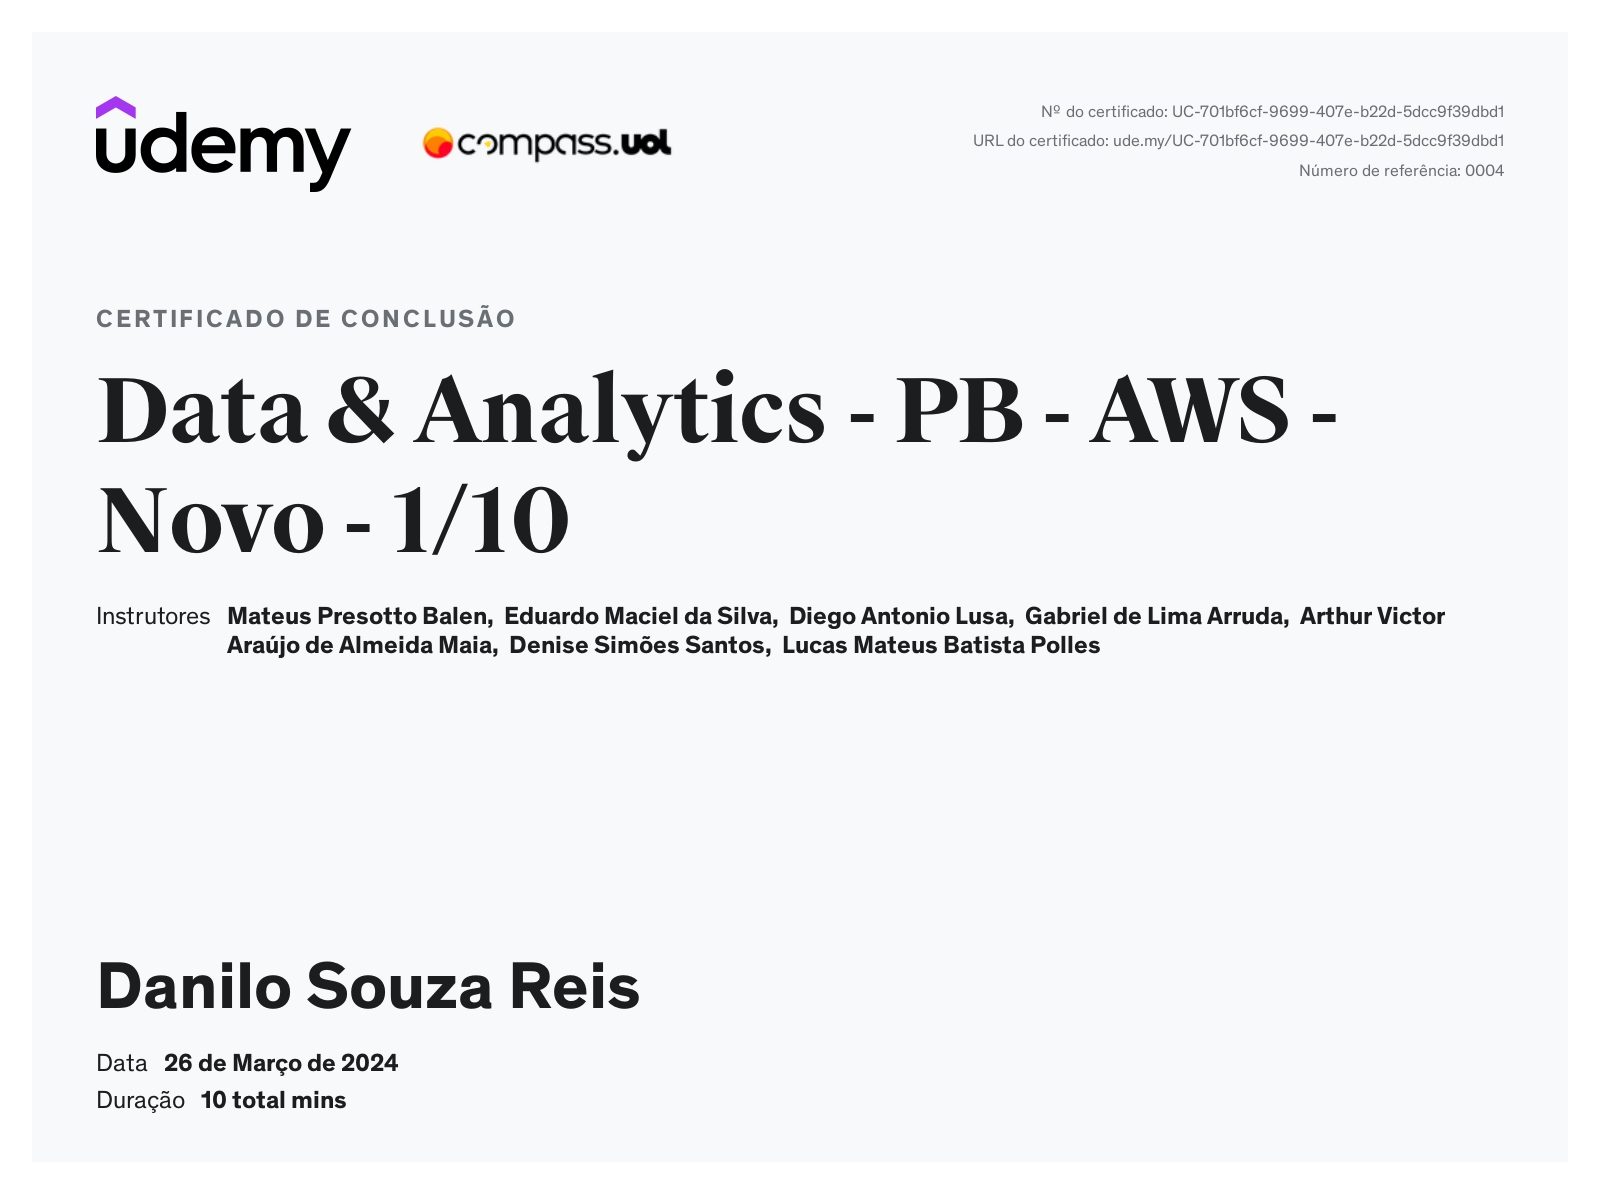 udemy
compass.uol
Nº do certificado: UC-701bf6cf-9699-407e-b22d-5dcc9f39dbd1
URL do certificado: ude.my/UC-701bf6cf-9699-407e-b22d-5dcc9f39dbd1
Número de referência: 0004
CERTIFICADO DE CONCLUSÃO
Data & Analytics - PB - AWS -
Novo - 1/10
Instrutores Mateus Presotto Balen, Eduardo Maciel da Silva, Diego Antonio Lusa, Gabriel de Lima Arruda, Arthur Victor
Araújo de Almeida Maia, Denise Simões Santos, Lucas Mateus Batista Polles
Danilo Souza Reis
Data 26 de Março de 2024
Duração 10 total mins